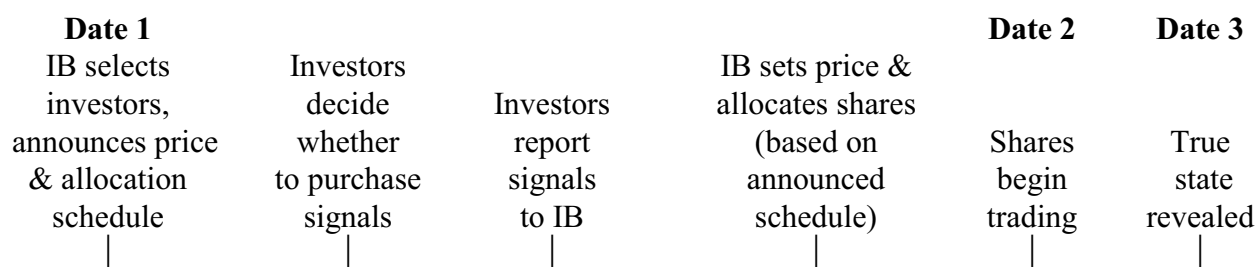 Date 1
IB selects
investors,
announces price
& allocation
schedule
Investors
decide
whether
to purchase
signals
Investors
report
signals
to IB
IB sets price &
allocates shares
(based on
announced
schedule)
Date 2
Shares
begin
trading
Date 3
True
state
revealed